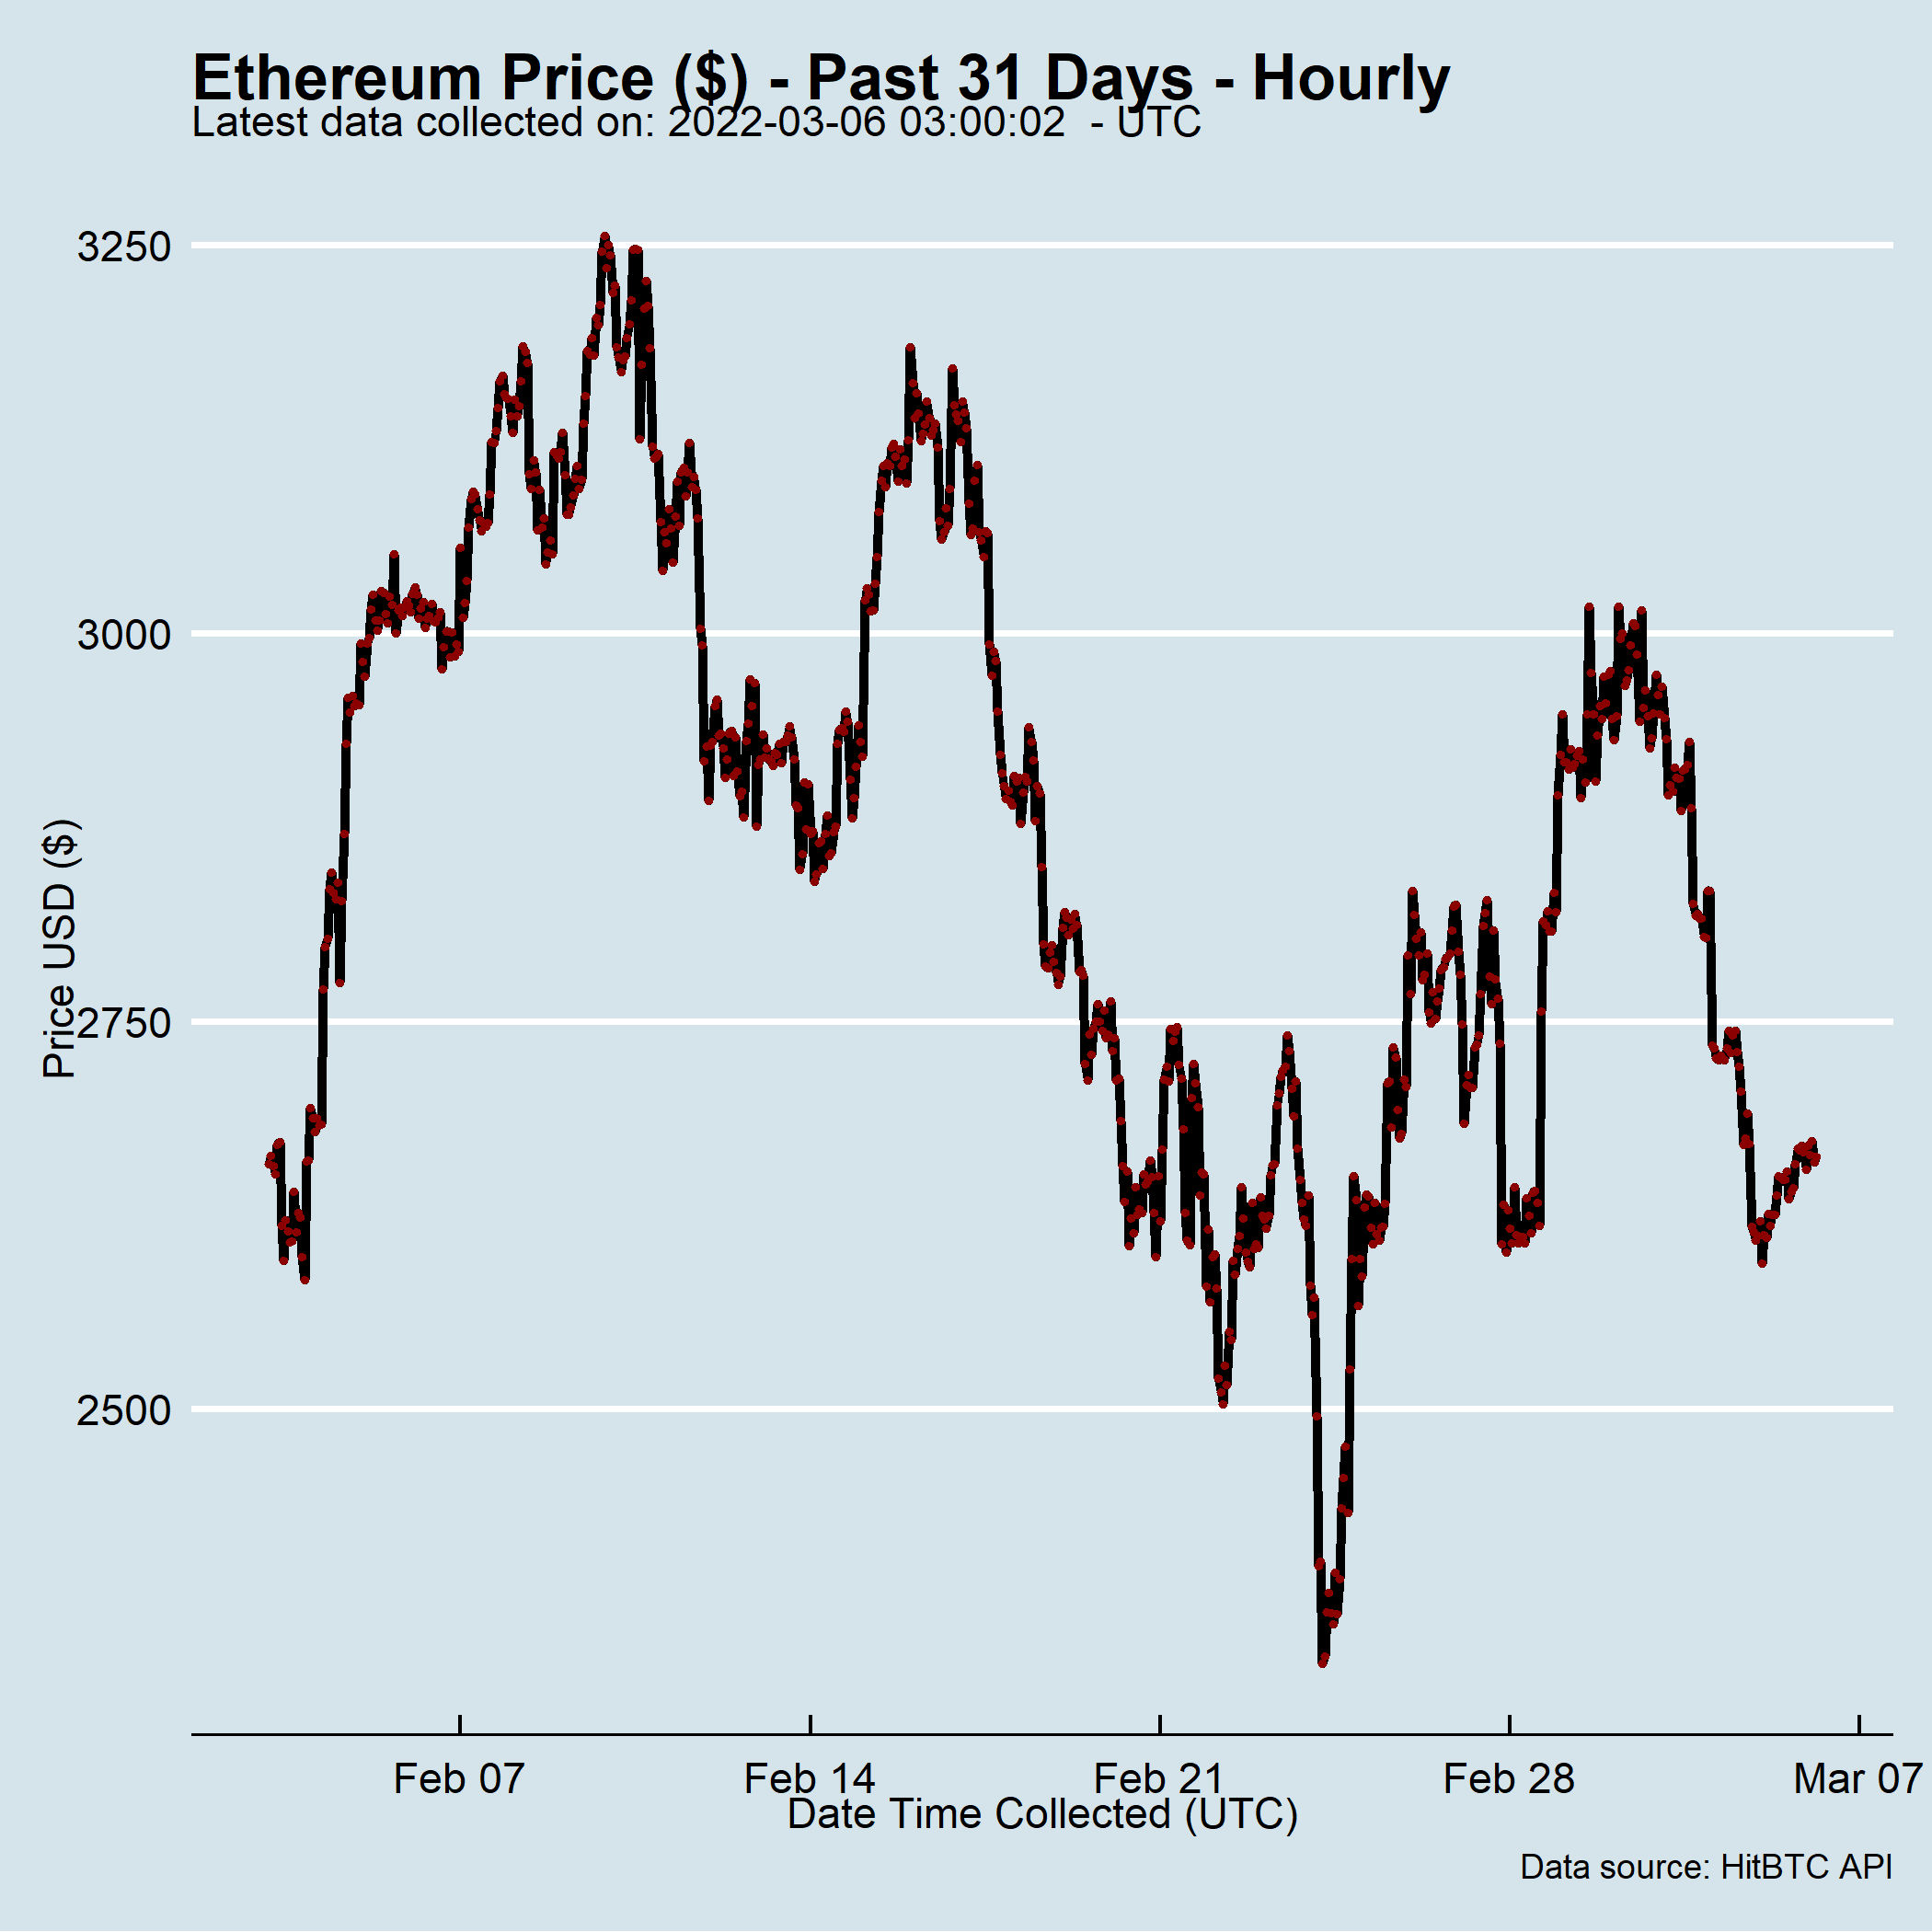 Ethereum Price ($) - Past 31 Days - Hourly
Latest data collected on: 2022-03-06 03:00:02  - UTC
3250
3000
2750
2500
Price USD ($)
Feb 07
Feb 14
Feb 21
Feb 28
Mar 07
Date Time Collected (UTC)
Data source: HitBTC API